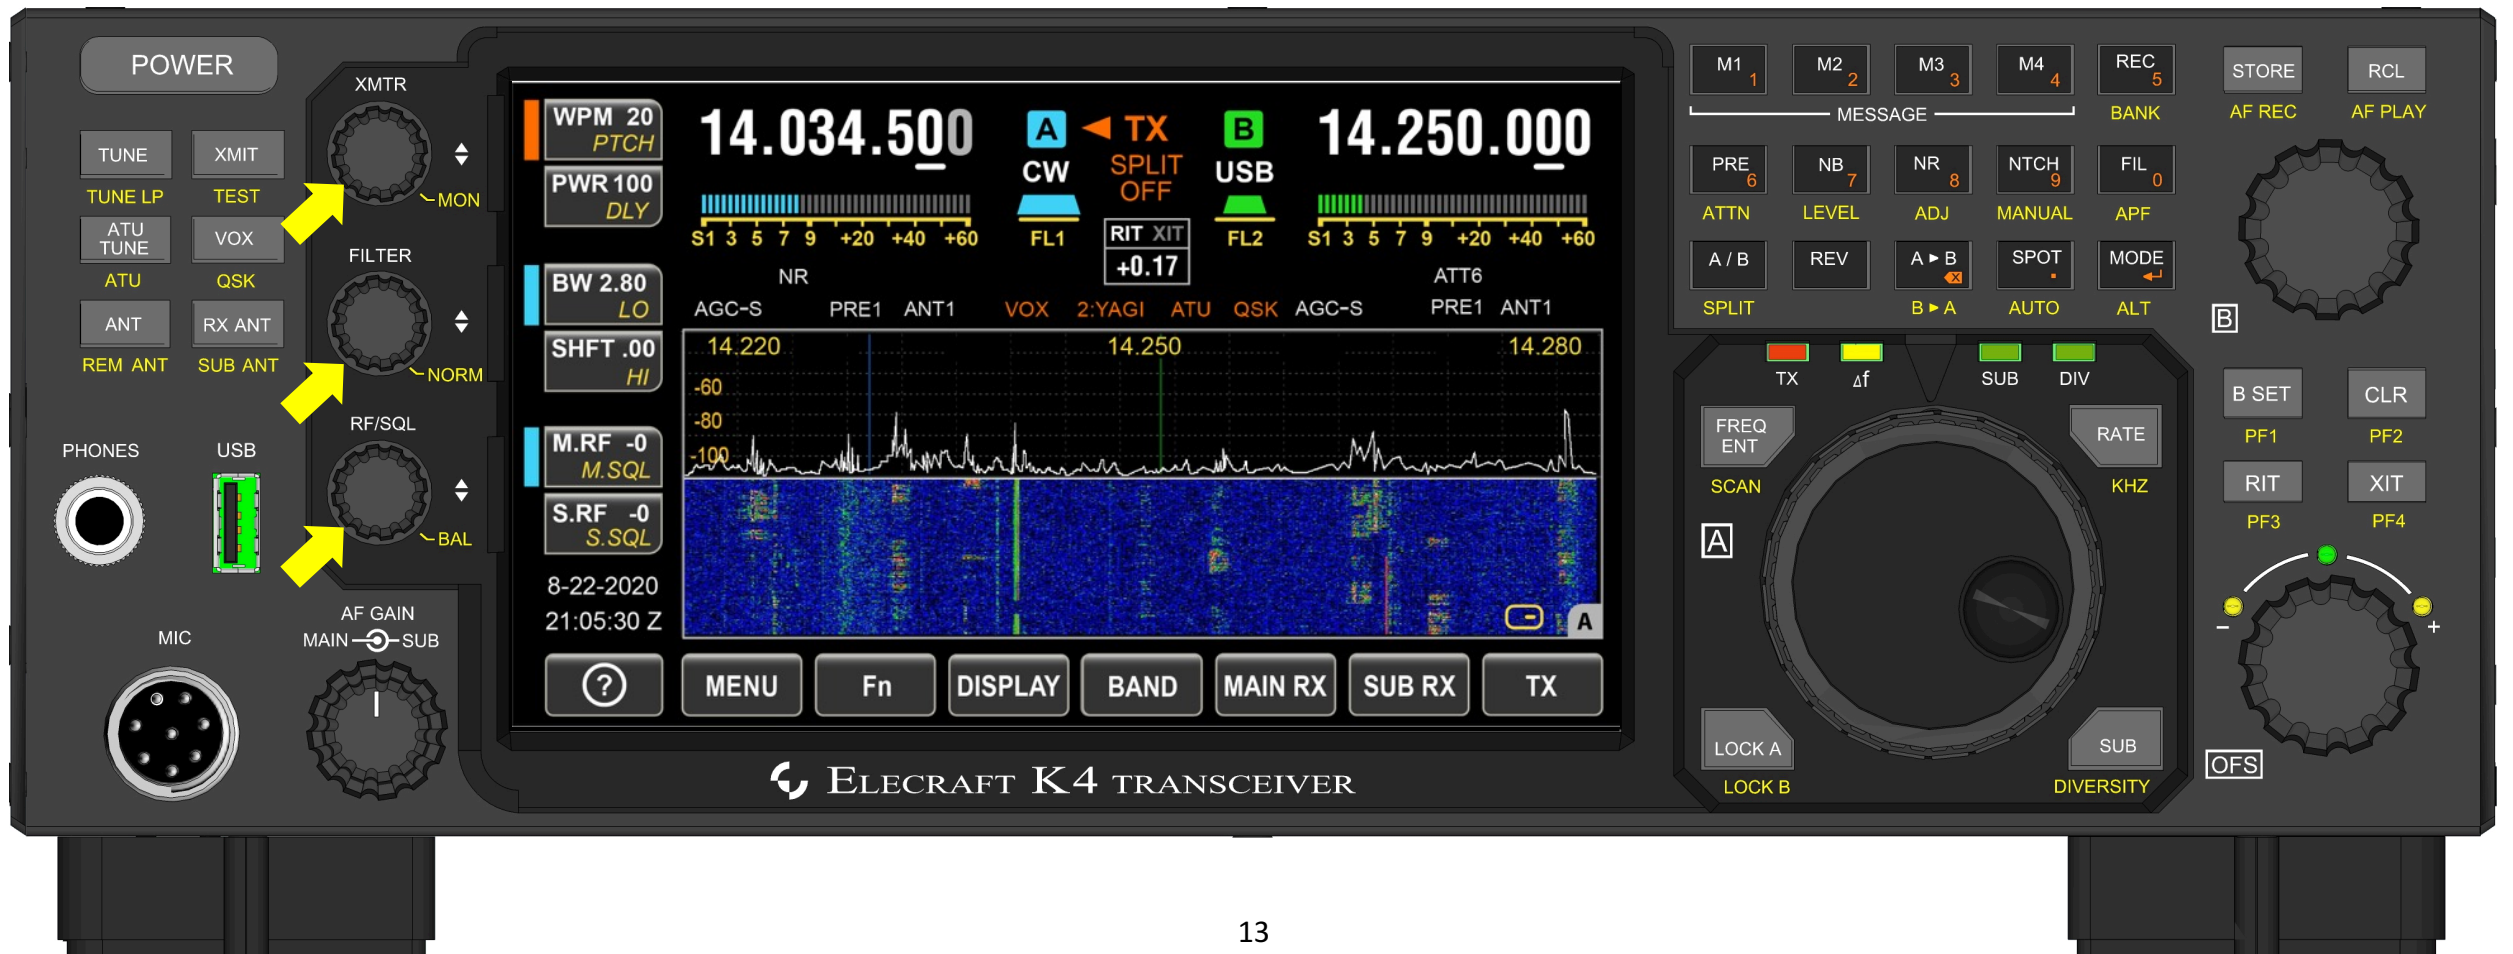 POWER
TUNE
XMIT
TUNE LP
TEST
ATU
TUNE
VOX
ATU
QSK
ANT
RX ANT
REM ANT
SUB ANT
PHONES
USB
MIC
XMTR
MON
FILTER
NORM
RF/SQL
BAL
AF GAIN
MAIN
SUB
WPM 20
PTCH
PWR 100
DLY
BW 2.80
LO
SHFT .00
HI
M.RF -0
M.SQL
S.RF -0
S.SQL
8-22-2020
21:05:30 Z
14.034.500
A ◄ TX B
14.250.000
CW
SPLIT
OFF
USB
S1 3 5 7 9 +20 +40 +60
FL1
RIT XIT
+0.17
FL2
S1 3 5 7 9 +20 +40 +60
NR
ATT6
AGC-S PRE1 ANT1 VOX 2:YAGI ATU QSK AGC-S PRE1 ANT1
14.220 14.250 14.280
-60
-80
-100
A
?
MENU
Fn
DISPLAY
BAND
MAIN RX
SUB RX
TX
ELECRAFT K4 TRANSCEIVER
M1 1
M2 2
M3 3
M4 4
REC 5
MESSAGE
BANK
PRE 6
NB 7
NR 8
NTCH 9
FIL 0
ATTN
LEVEL
ADJ
MANUAL
APF
A / B
REV
A ► B
SPOT .
MODE
SPLIT
B ► A
AUTO
ALT
TX
Δf
SUB
DIV
FREQ
ENT
RATE
SCAN
KHZ
A
LOCK A
SUB
LOCK B
DIVERSITY
STORE
RCL
AF REC
AF PLAY
B
B SET
CLR
PF1
PF2
RIT
XIT
PF3
PF4
− +
OFS
13